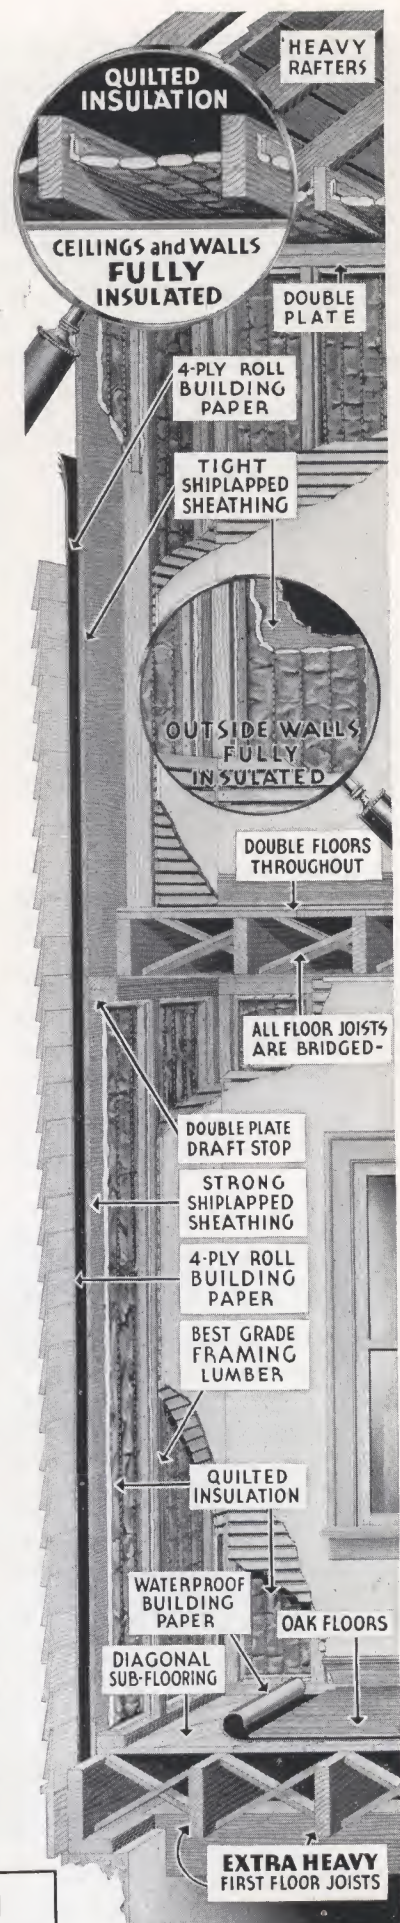 HEAVY
RAFTERS
QUILTED
INSULATION
CEILINGS and WALLS
FULLY
INSULATED
DOUBLE
PLATE
4-PLY ROLL
BUILDING
PAPER
TIGHT
SHIPLAPPED
SHEATHING
OUTSIDE WALLS
FULLY
INSULATED
DOUBLE FLOORS
THROUGHOUT
ALL FLOOR JOISTS
ARE BRIDGED-
DOUBLE PLATE
DRAFT STOP
STRONG
SHIPLAPPED
SHEATHING
4-PLY ROLL
BUILDING
PAPER
BEST GRADE
FRAMING
LUMBER
QUILTED
INSULATION
WATERPROOF
BUILDING
PAPER
OAK FLOORS
DIAGONAL
SUB-FLOORING
EXTRA HEAVY
FIRST FLOOR JOISTS